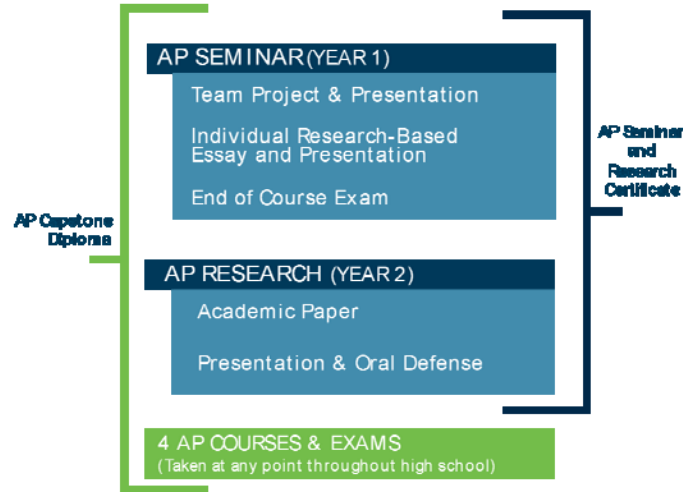 AP SEMINAR (YEAR 1)
Team Project & Presentation
Individual Research-Based
Essay and Presentation
End of Course Exam
AP Seminar
and
Research
Certificate
AP Capstone
Diploma
AP RESEARCH (YEAR 2)
Academic Paper
Presentation & Oral Defense
4 AP COURSES & EXAMS
(Taken at any point throughout high school)